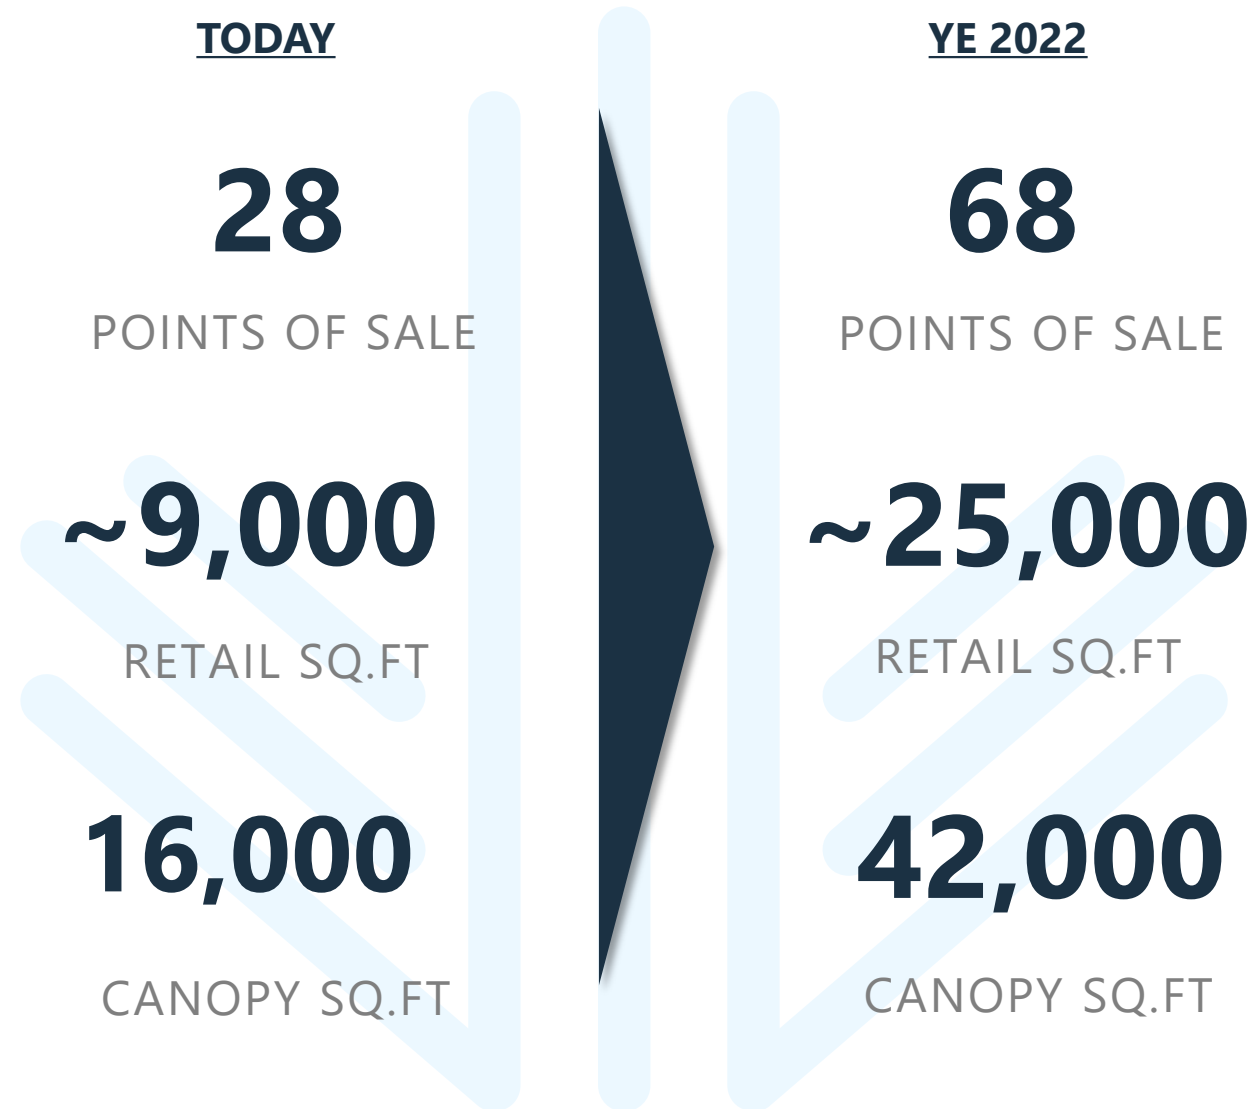 TODAY
28
POINTS OF SALE
~9,000
RETAIL SQ.FT
16,000
CANOPY SQ.FT
YE 2022
68
POINTS OF SALE
~25,000
RETAIL SQ.FT
42,000
CANOPY SQ.FT